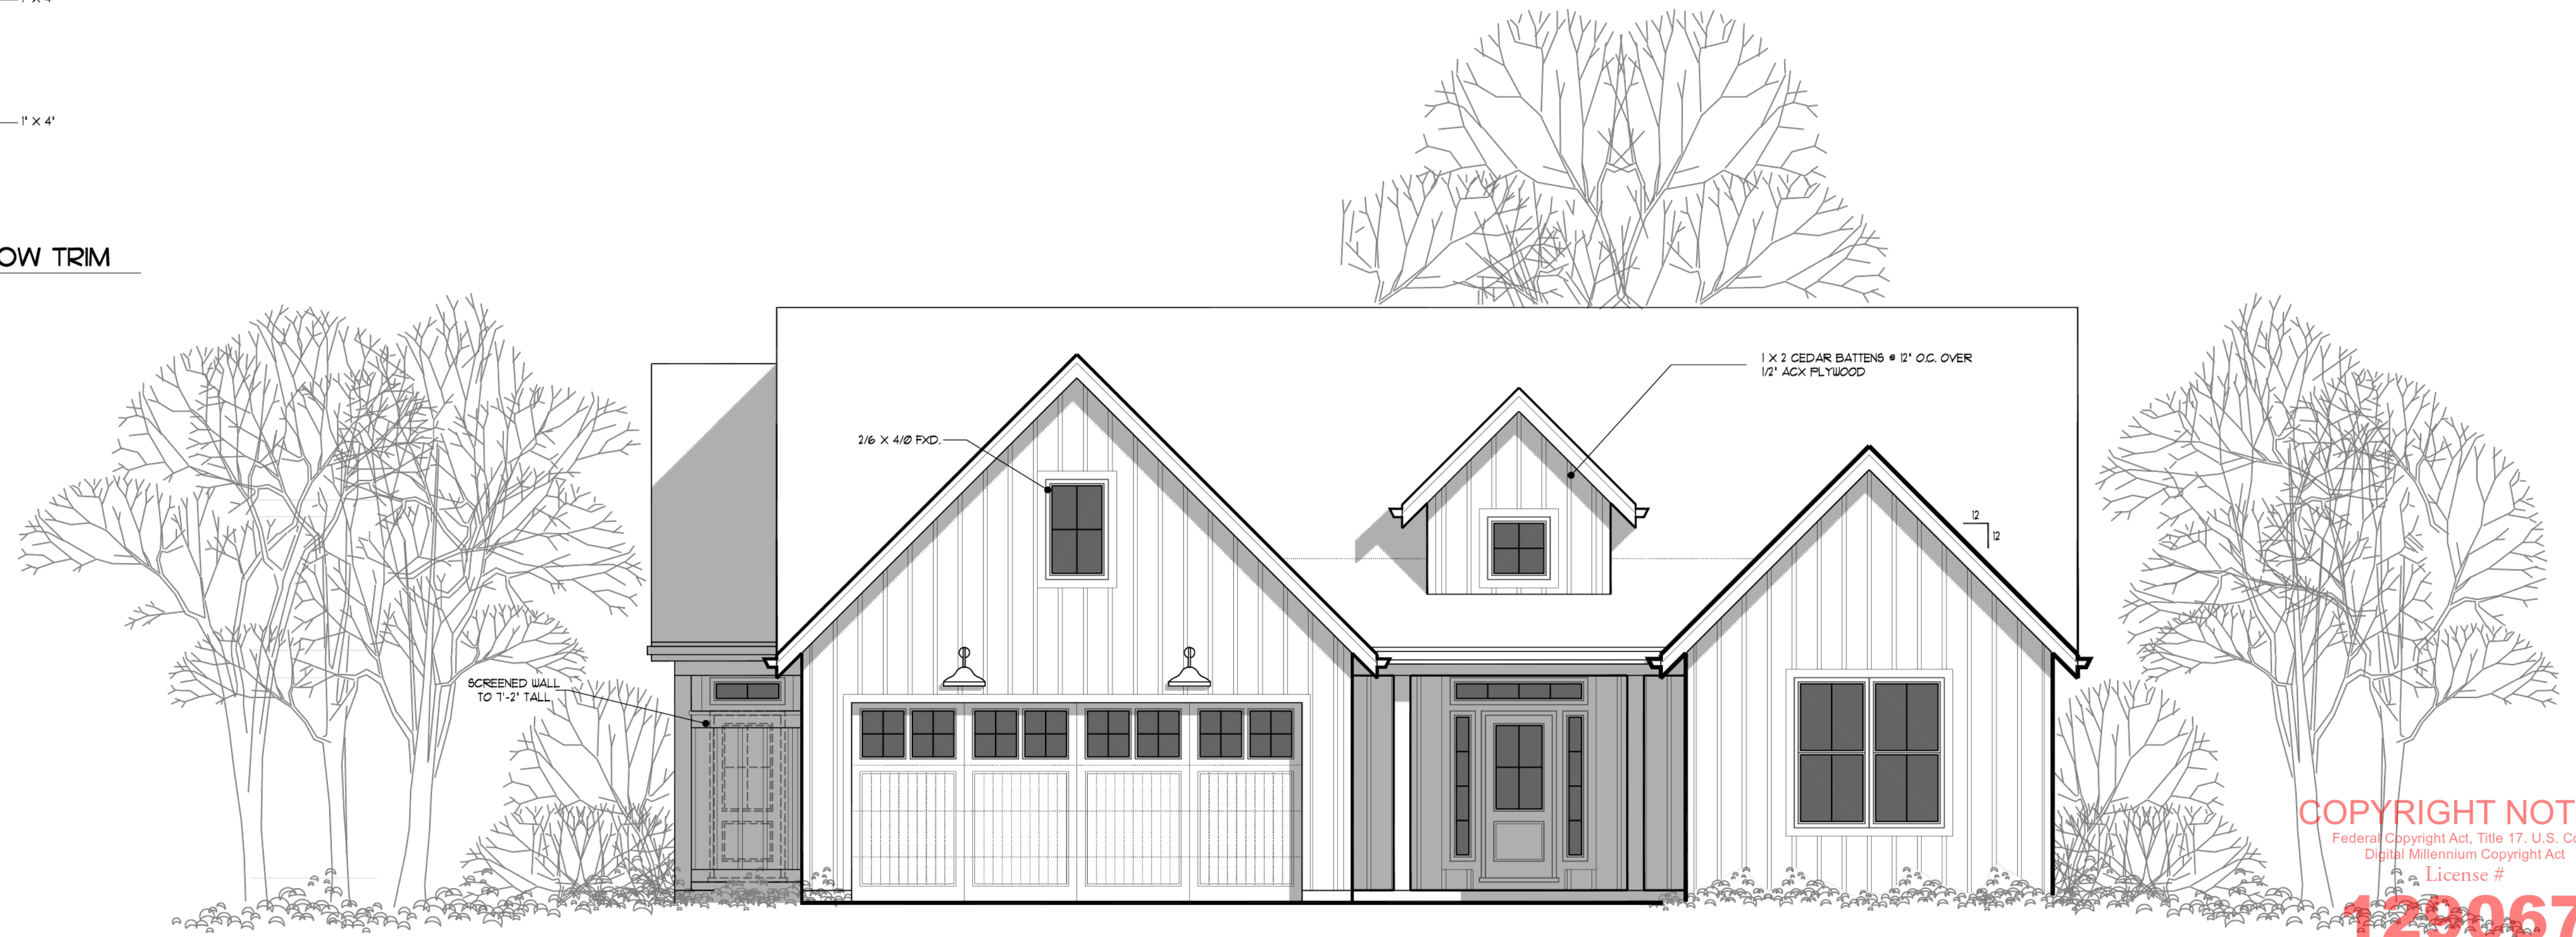 1" X 4"
OW TRIM
1 X 2 CEDAR BATTENS @ 12" O.C. OVER
1/2" ACX PLYWOOD
2/6 X 4/0 FXD.
12
12
SCREENED WALL
TO 7'-2" TALL
COPYRIGHT NOT
Federal Copyright Act, Title 17. U.S. Co
Digital Millennium Copyright Act
License #
129067